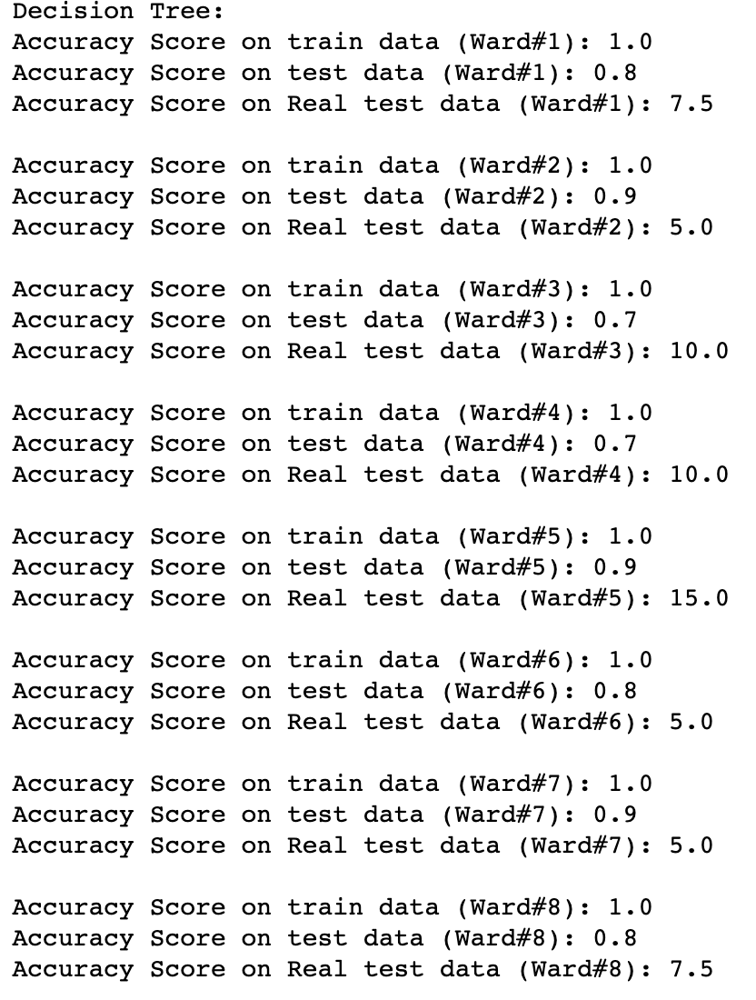 Decision Tree:
Accuracy Score on train data (Ward#1): 1.0
Accuracy Score on test data (Ward#1): 0.8
Accuracy Score on Real test data (Ward#1): 7.5
Accuracy Score on train data (Ward#2): 1.0
Accuracy Score on test data (Ward#2): 0.9
Accuracy Score on Real test data (Ward#2): 5.0
Accuracy Score on train data (Ward#3): 1.0
Accuracy Score on test data (Ward#3): 0.7
Accuracy Score on Real test data (Ward#3): 10.0
Accuracy Score on train data (Ward#4): 1.0
Accuracy Score on test data (Ward#4): 0.7
Accuracy Score on Real test data (Ward#4): 10.0
Accuracy Score on train data (Ward#5): 1.0
Accuracy Score on test data (Ward#5): 0.9
Accuracy Score on Real test data (Ward#5): 15.0
Accuracy Score on train data (Ward#6): 1.0
Accuracy Score on test data (Ward#6): 0.8
Accuracy Score on Real test data (Ward#6): 5.0
Accuracy Score on train data (Ward#7): 1.0
Accuracy Score on test data (Ward#7): 0.9
Accuracy Score on Real test data (Ward#7): 5.0
Accuracy Score on train data (Ward#8): 1.0
Accuracy Score on test data (Ward#8): 0.8
Accuracy Score on Real test data (Ward#8): 7.5